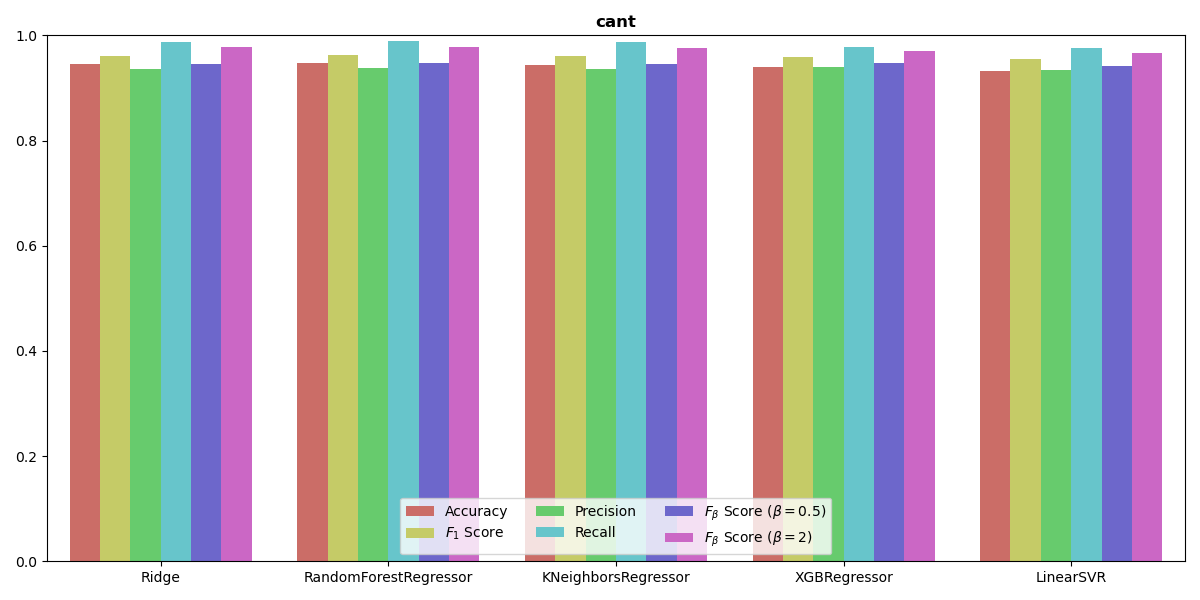 cant
1.0
0.8
0.6
0.4
0.2
0.0
Accuracy
F₁ Score
Precision
Recall
Fᵦ Score (β = 0.5)
Fᵦ Score (β = 2)
Ridge
RandomForestRegressor
KNeighborsRegressor
XGBRegressor
LinearSVR